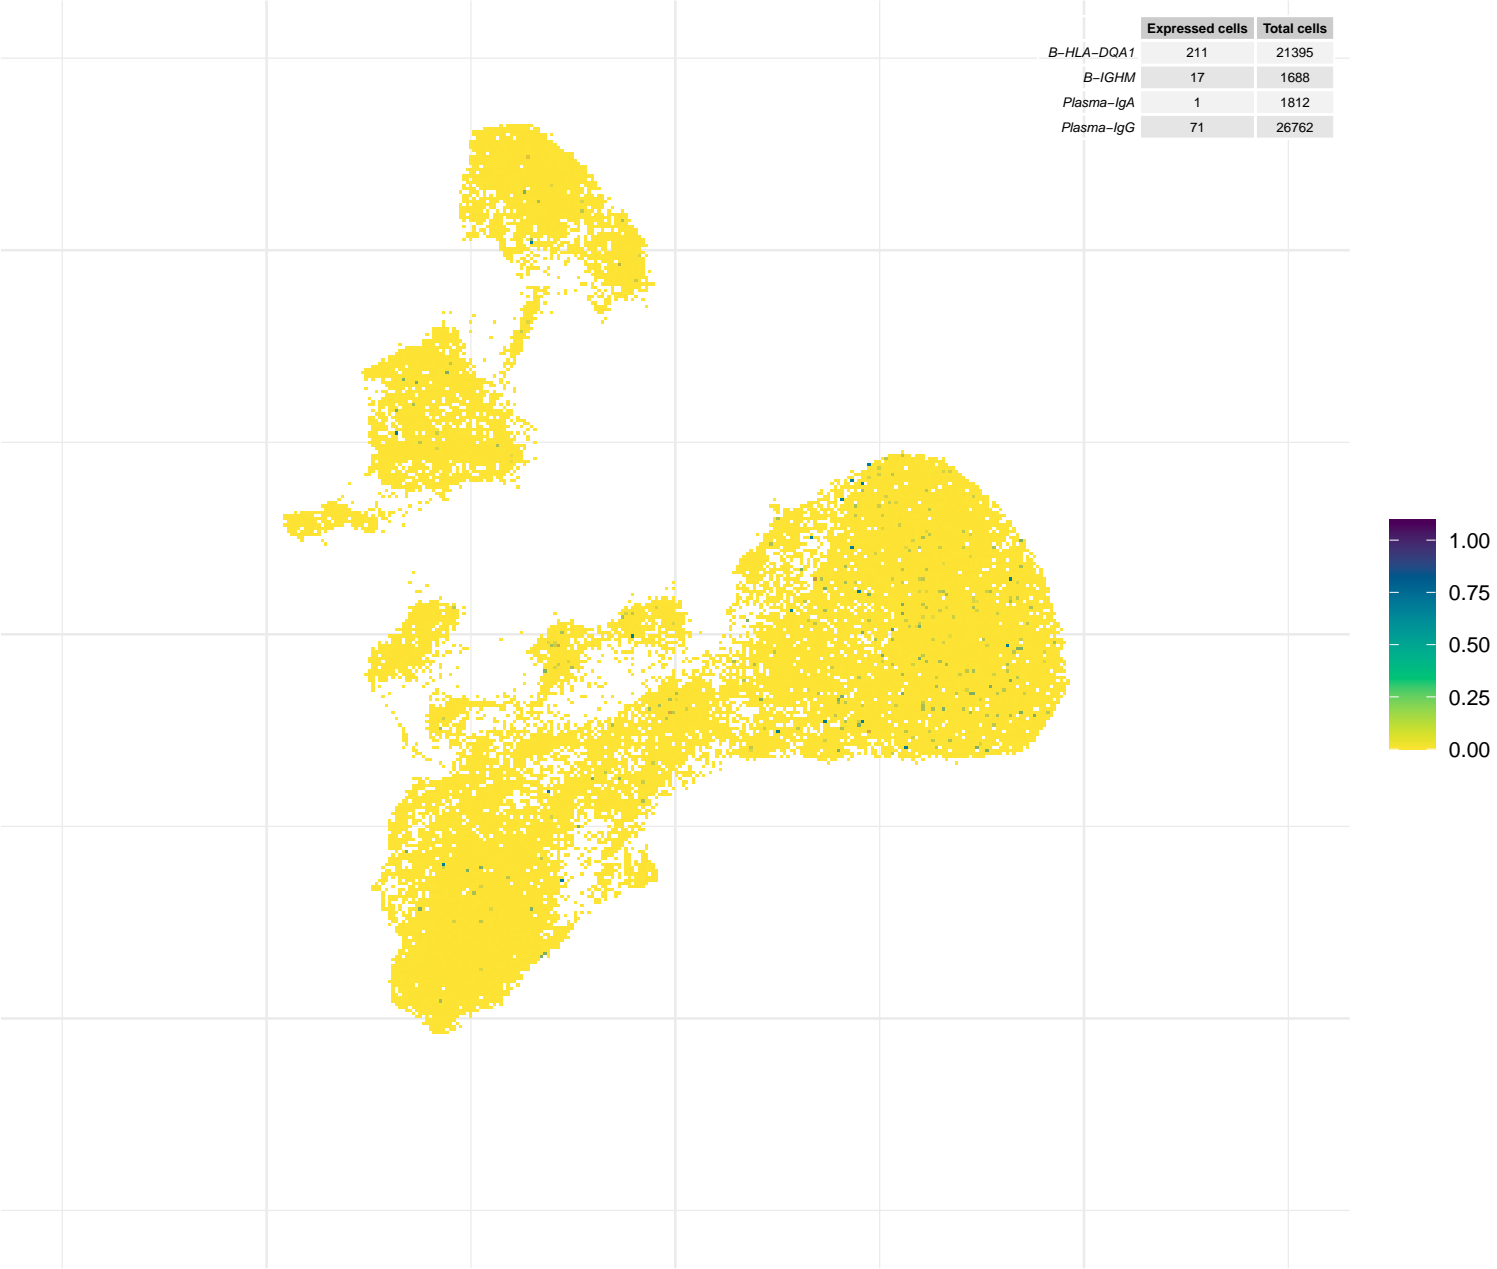 Expressed cells Total cells
B−HLA−DQA1 211 21395
B−IGHM 17 1688
Plasma−IgA 1 1812
Plasma−IgG 71 26762
1.00
0.75
0.50
0.25
0.00